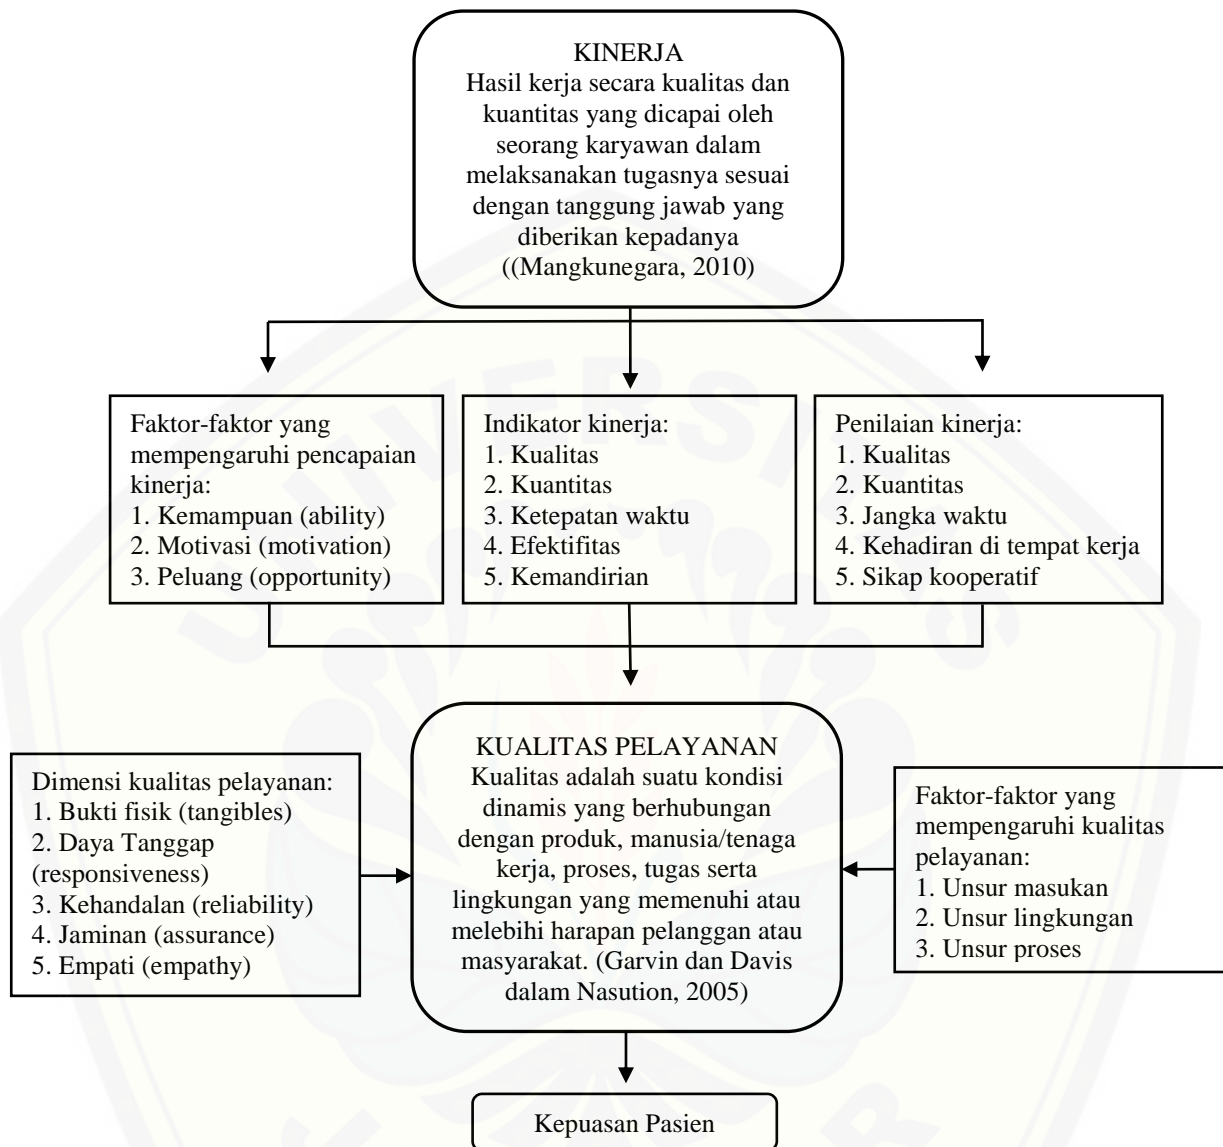 KINERJA
Hasil kerja secara kualitas dan
kuantitas yang dicapai oleh
seorang karyawan dalam
melaksanakan tugasnya sesuai
dengan tanggung jawab yang
diberikan kepadanya
((Mangkunegara, 2010)
Faktor-faktor yang
mempengaruhi pencapaian
kinerja:
1. Kemampuan (ability)
2. Motivasi (motivation)
3. Peluang (opportunity)
Indikator kinerja:
1. Kualitas
2. Kuantitas
3. Ketepatan waktu
4. Efektifitas
5. Kemandirian
Penilaian kinerja:
1. Kualitas
2. Kuantitas
3. Jangka waktu
4. Kehadiran di tempat kerja
5. Sikap kooperatif
Dimensi kualitas pelayanan:
1. Bukti fisik (tangibles)
2. Daya Tanggap
(responsiveness)
3. Kehandalan (reliability)
4. Jaminan (assurance)
5. Empati (empathy)
KUALITAS PELAYANAN
Kualitas adalah suatu kondisi
dinamis yang berhubungan
dengan produk, manusia/tenaga
kerja, proses, tugas serta
lingkungan yang memenuhi atau
melebihi harapan pelanggan atau
masyarakat. (Garvin dan Davis
dalam Nasution, 2005)
Faktor-faktor yang
mempengaruhi kualitas
pelayanan:
1. Unsur masukan
2. Unsur lingkungan
3. Unsur proses
Kepuasan Pasien
UNIVERSITAS